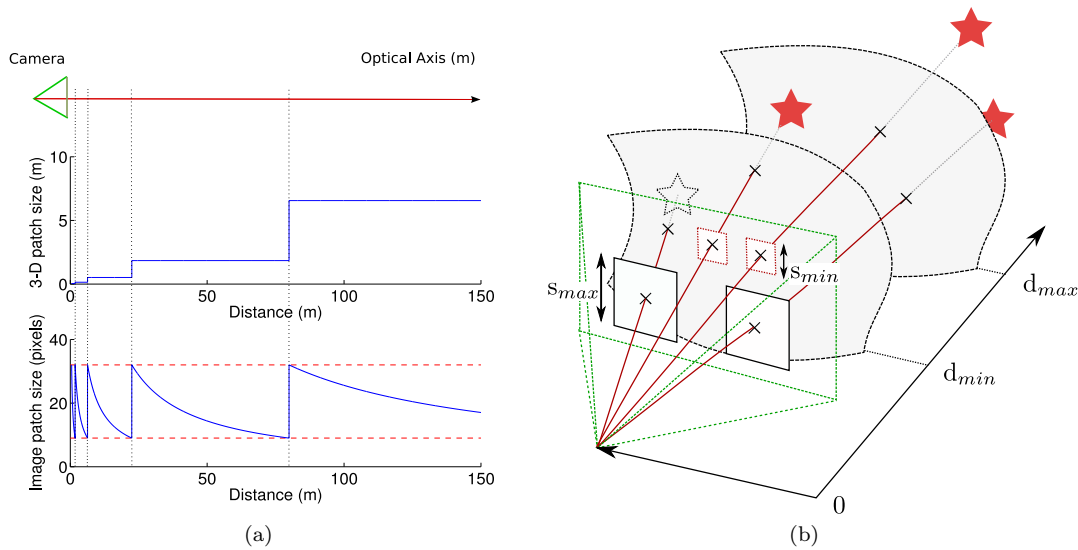 Camera
Optical Axis (m)
3-D patch size (m)
10
5
0
0
50
100
150
Distance (m)
Image patch size (pixels)
40
20
0
0
50
100
150
Distance (m)
(a)
s_max
s_min
d_max
d_min
0
(b)